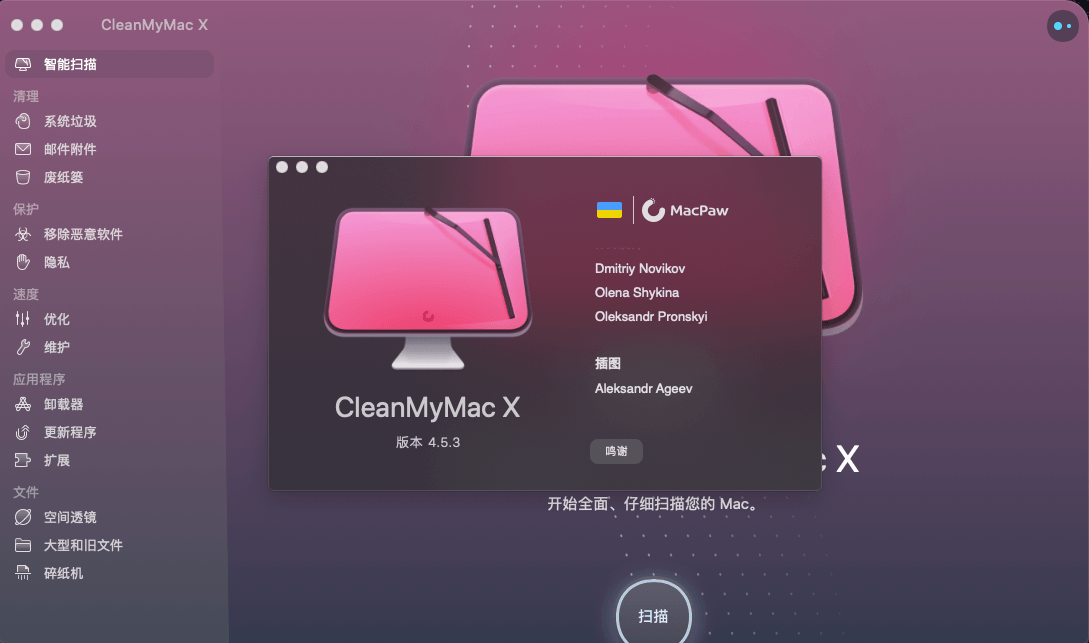 CleanMyMac X
智能扫描
清理
系统垃圾
邮件附件
废纸篓
保护
移除恶意软件
隐私
速度
优化
维护
应用程序
卸载器
更新程序
扩展
文件
空间透镜
大型和旧文件
碎纸机
CleanMyMac X
版本 4.5.3
MacPaw
Dmitriy Novikov
Olena Shykina
Oleksandr Pronskyi
插图
Aleksandr Ageev
鸣谢
X
开始全面、仔细扫描您的 Mac。
扫描